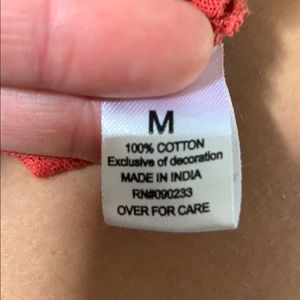 M
100% COTTON
Exclusive of decoration
MADE IN INDIA
RN#090233
OVER FOR CARE